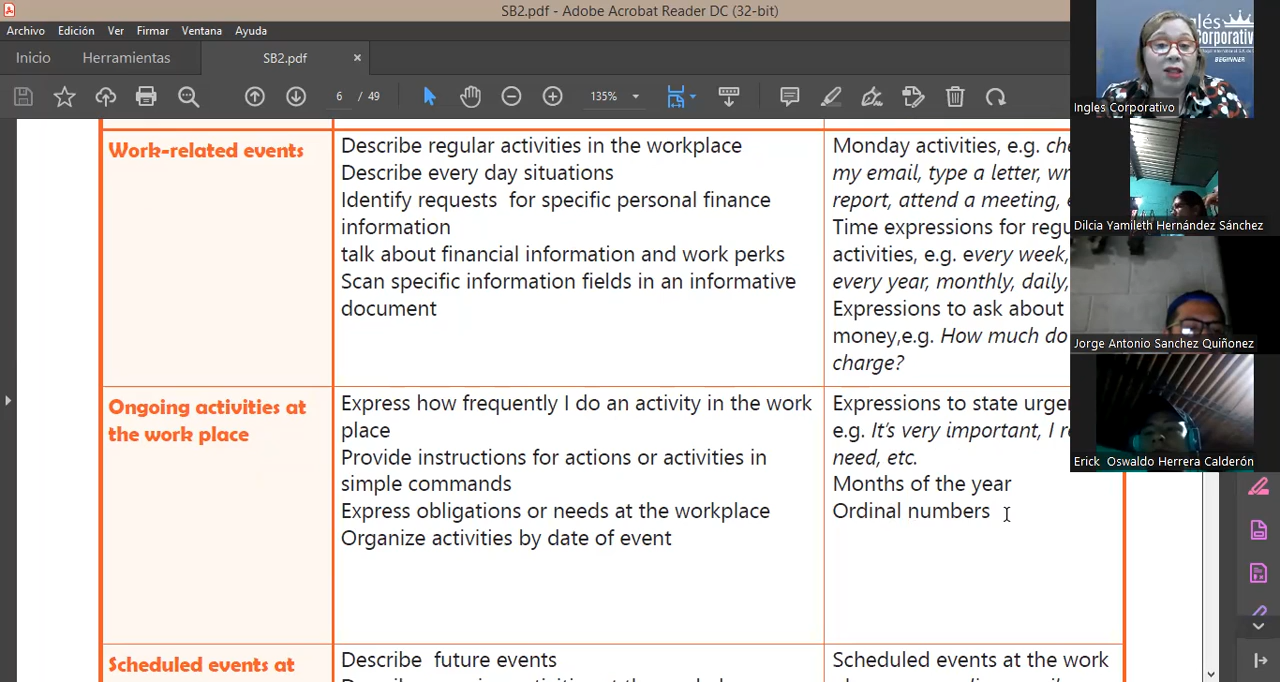 SB2.pdf - Adobe Acrobat Reader DC (32-bit)
Archivo Edición Ver Firmar Ventana Ayuda
Inicio Herramientas SB2.pdf ×
6 / 49 135%
Work-related events
Describe regular activities in the workplace
Describe every day situations
Identify requests for specific personal finance
information
talk about financial information and work perks
Scan specific information fields in an informative
document
Monday activities, e.g.
my email, type a letter,
report, attend a meeting,
Time expressions for
activities, e.g. every week,
every year, monthly, daily,
Expressions to ask about
money,e.g. How much do
charge?
Ongoing activities at
the work place
Express how frequently I do an activity in the work
place
Provide instructions for actions or activities in
simple commands
Express obligations or needs at the workplace
Organize activities by date of event
Expressions to state
e.g. It's very important, I
need, etc.
Months of the year
Ordinal numbers
Scheduled events at
Describe future events
Scheduled events at the work
Inglés
Corporativo
BEGINNER
Ingles Corporativo
Dilcia Yamileth Hernández Sánchez
Jorge Antonio Sanchez Quiñonez
Erick Oswaldo Herrera Calderón